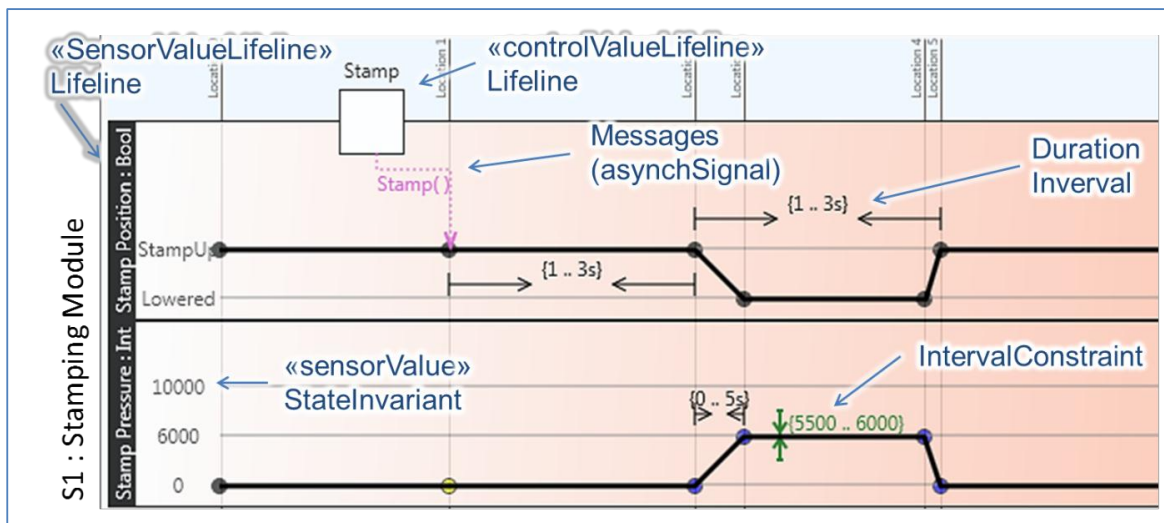 «SensorValueLifeline»
Lifeline
«controlValueLifeline»
Lifeline
Stamp
Location 1
Location 4
Location 5
Messages
(asynchSignal)
Duration
Inverval
Stamp( )
{1 .. 3s}
S1 : Stamping Module
Stamp Position : Bool
StampUp
{1 .. 3s}
Lowered
Stamp Pressure : Int
«sensorValue»
StateInvariant
IntervalConstraint
10000
{0 .. 5s}
{5500 .. 6000}
6000
0